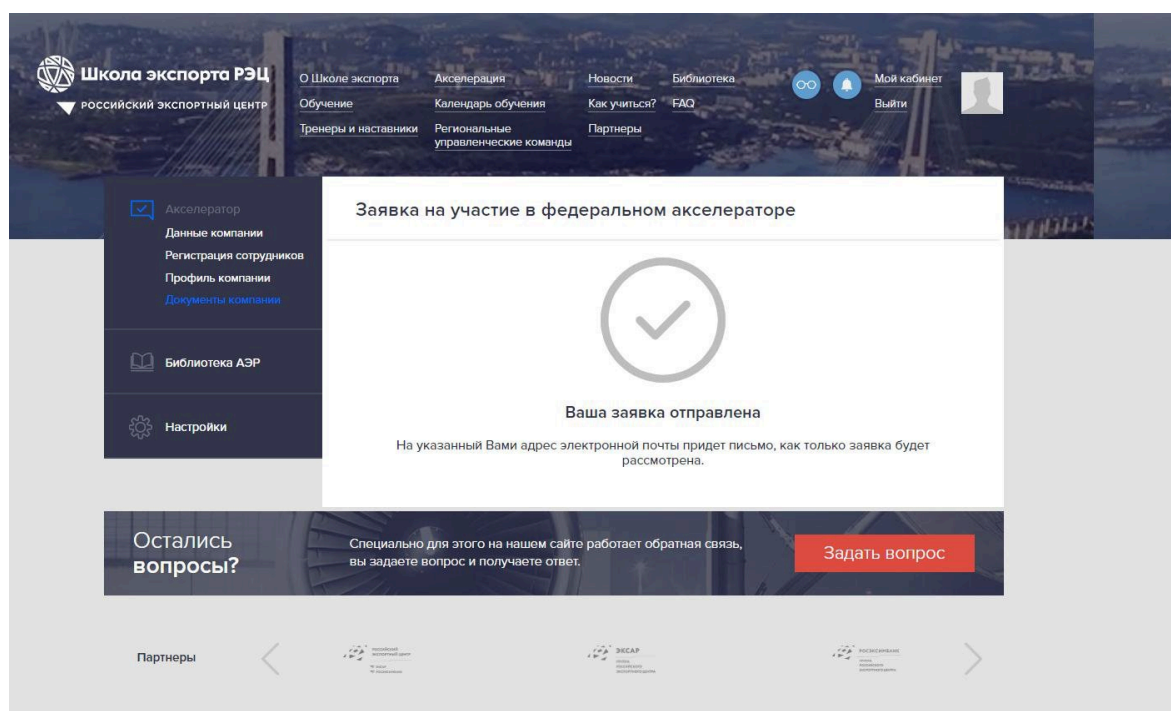 Школа экспорта РЭЦ
РОССИЙСКИЙ ЭКСПОРТНЫЙ ЦЕНТР
О Школе экспорта
Обучение
Тренеры и наставники
Акселерация
Календарь обучения
Региональные
управленческие команды
Новости
Как учиться?
Партнеры
Библиотека
FAQ
Мой кабинет
Выйти
Акселератор
Данные компании
Регистрация сотрудников
Профиль компании
Документы компании
Библиотека АЭР
Настройки
Заявка на участие в федеральном акселераторе
Ваша заявка отправлена
На указанный Вами адрес электронной почты придет письмо, как только заявка будет
рассмотрена.
Остались
вопросы?
Специально для этого на нашем сайте работает обратная связь,
вы задаете вопрос и получаете ответ.
Задать вопрос
Партнеры
РОССИЙСКИЙ
ЭКСПОРТНЫЙ ЦЕНТР
ЭКСАР
РОСЭКСИМБАНК